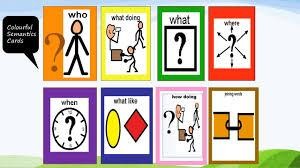 Colourful
Semantics
Cards
who
what doing
what
where
when
what like
how doing
joining words